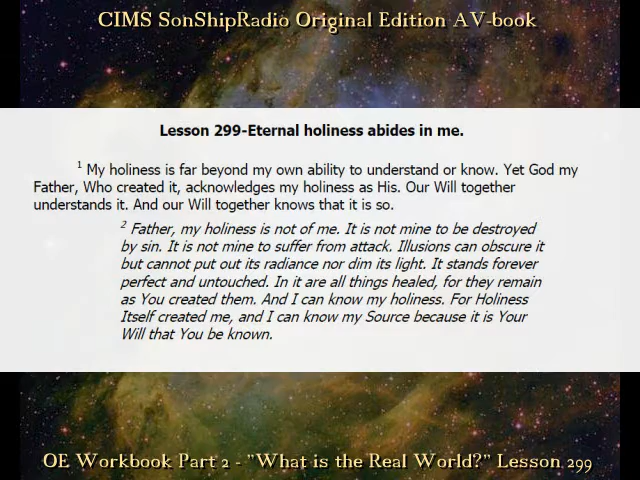 CIMS SonShipRadio Original Edition AV-book
Lesson 299-Eternal holiness abides in me.
1 My holiness is far beyond my own ability to understand or know. Yet God my
Father, Who created it, acknowledges my holiness as His. Our Will together
understands it. And our Will together knows that it is so.
2 Father, my holiness is not of me. It is not mine to be destroyed
by sin. It is not mine to suffer from attack. Illusions can obscure it
but cannot put out its radiance nor dim its light. It stands forever
perfect and untouched. In it are all things healed, for they remain
as You created them. And I can know my holiness. For Holiness
Itself created me, and I can know my Source because it is Your
Will that You be known.
OE Workbook Part 2 - "What is the Real World?" Lesson 299